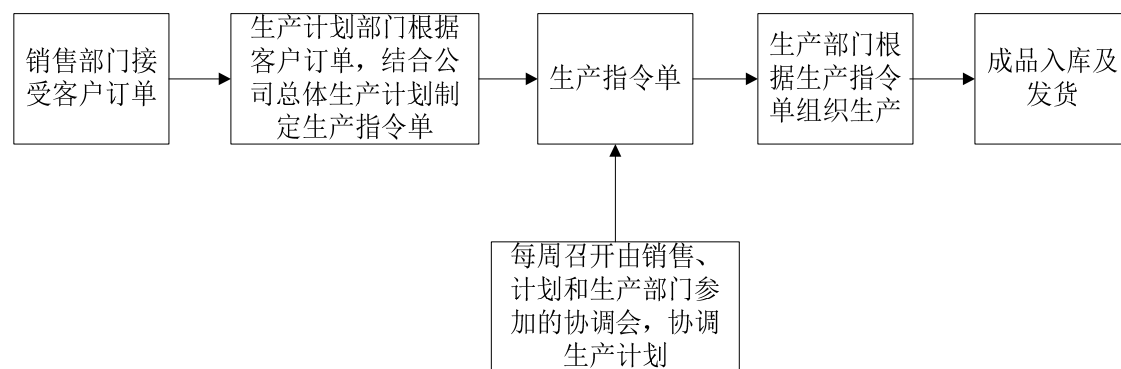 销售部门接
受客户订单
生产计划部门根据
客户订单，结合公
司总体生产计划制
定生产指令单
生产指令单
生产部门根
据生产指令
单组织生产
成品入库及
发货
每周召开由销售、
计划和生产部门参
加的协调会，协调
生产计划